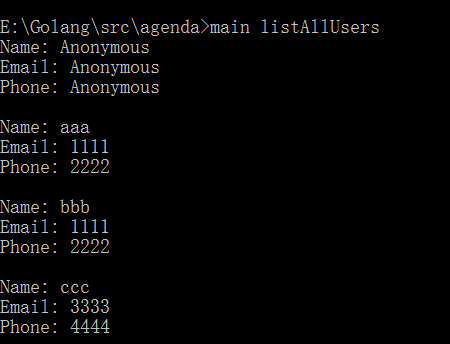 E:\Golang\src\agenda>main listAllUsers
Name: Anonymous
Email: Anonymous
Phone: Anonymous
Name: aaa
Email: 1111
Phone: 2222
Name: bbb
Email: 1111
Phone: 2222
Name: ccc
Email: 3333
Phone: 4444